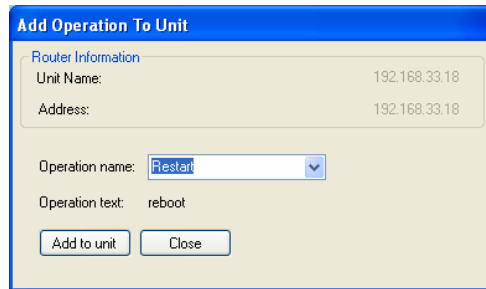 Add Operation To Unit
Router Information
Unit Name: 192.168.33.18
Address: 192.168.33.18
Operation name: Restart
Operation text: reboot
Add to unit Close